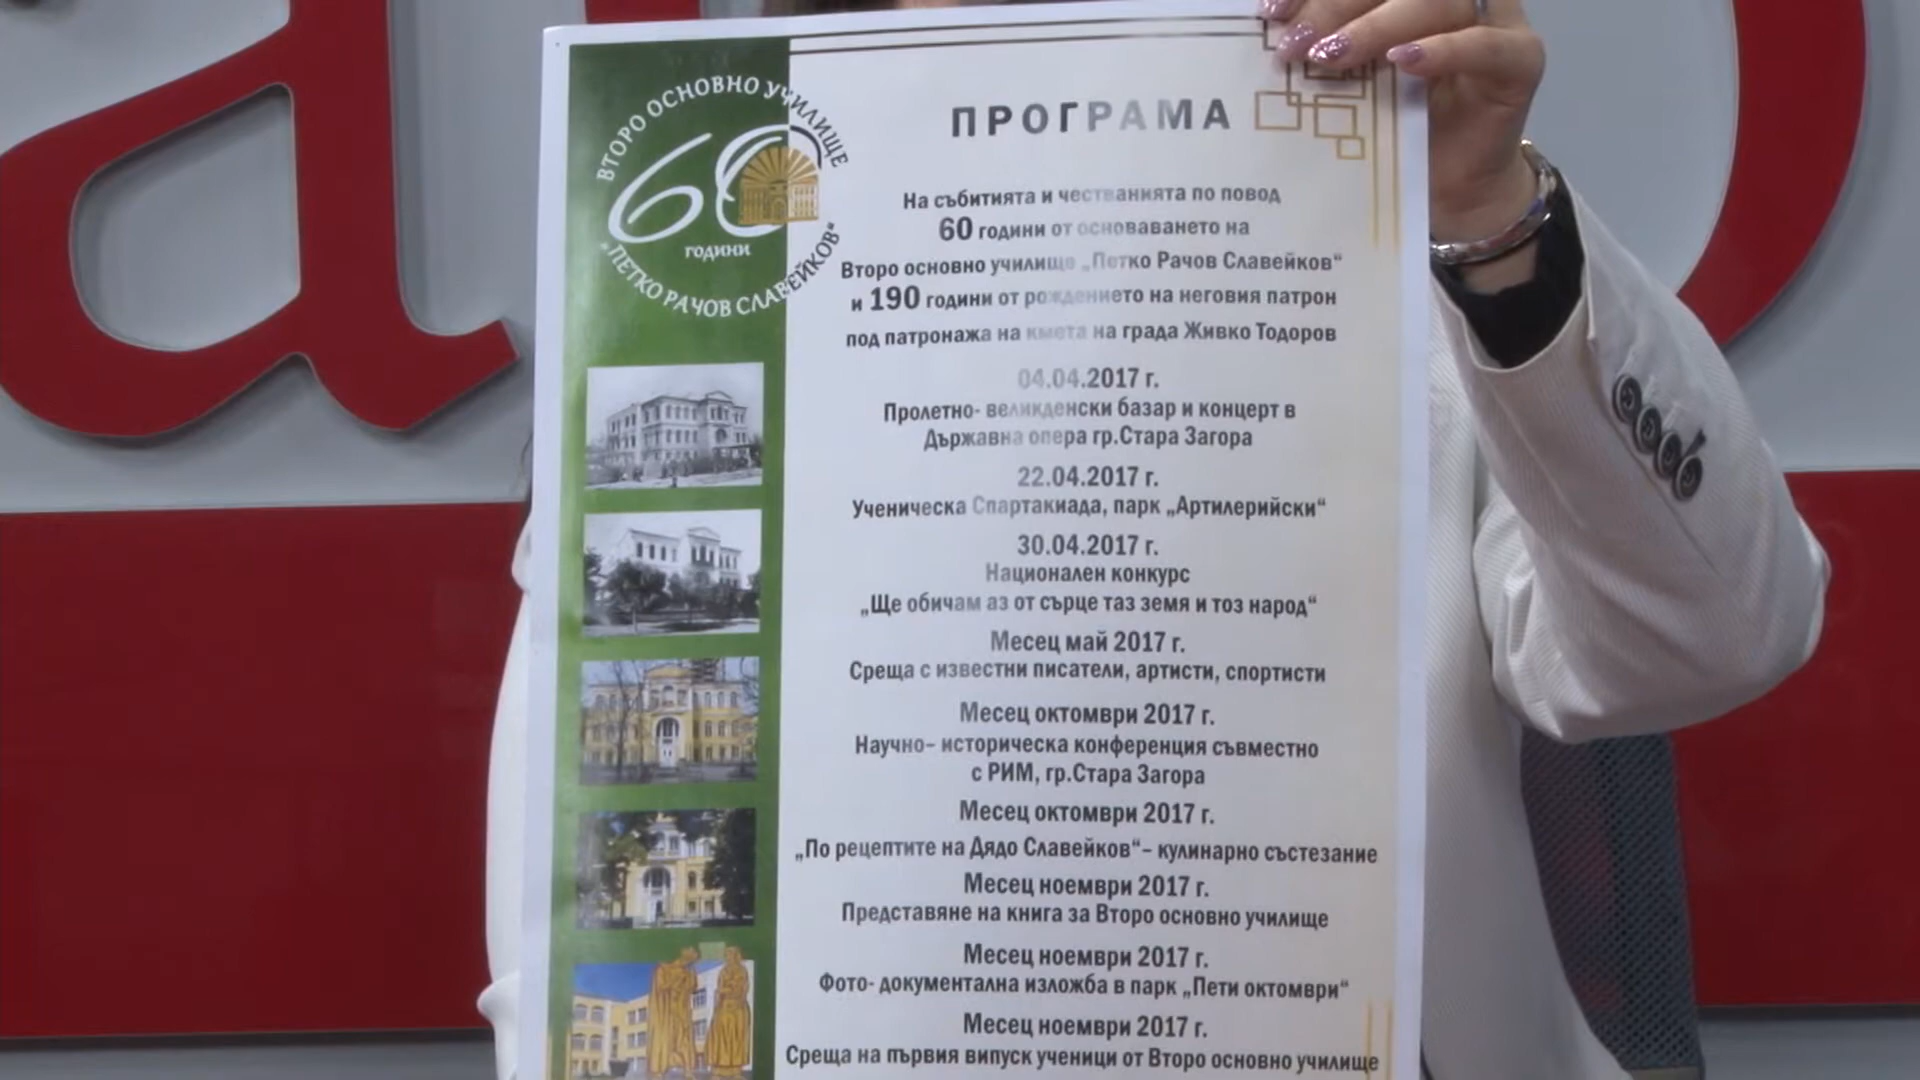 ВТОРО ОСНОВНО УЧИЛИЩЕ
60
години
„ПЕТКО РАЧОВ СЛАВЕЙКОВ“
ПРОГРАМА
На събитията и честванията по повод
60 години от основаването на
Второ основно училище „Петко Рачов Славейков“
и 190 години от рождението на неговия патрон
под патронажа на кмета на града Живко Тодоров
04.04.2017 г.
Пролетно- великденски базар и концерт в
Държавна опера гр.Стара Загора
22.04.2017 г.
Ученическа Спартакиада, парк „Артилерийски“
30.04.2017 г.
Национален конкурс
„Ще обичам аз от сърце таз земя и тоз народ“
Месец май 2017 г.
Среща с известни писатели, артисти, спортисти
Месец октомври 2017 г.
Научно– историческа конференция съвместно
с РИМ, гр.Стара Загора
Месец октомври 2017 г.
„По рецептите на Дядо Славейков“– кулинарно състезание
Месец ноември 2017 г.
Представяне на книга за Второ основно училище
Месец ноември 2017 г.
Фото- документална изложба в парк „Пети октомври“
Месец ноември 2017 г.
Среща на първия випуск ученици от Второ основно училище